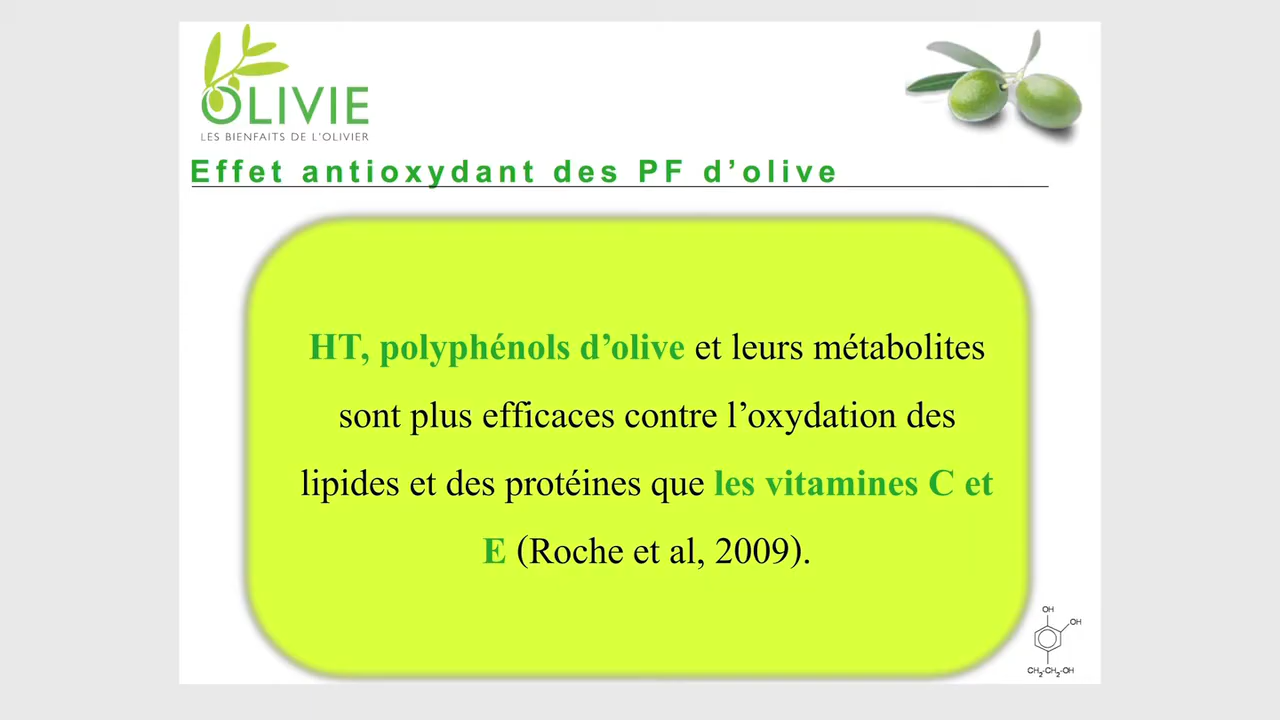 OLIVIE
LES BIENFAITS DE L'OLIVIER
Effet antioxydant des PF d’olive
HT, polyphénols d’olive et leurs métabolites
sont plus efficaces contre l’oxydation des
lipides et des protéines que les vitamines C et
E (Roche et al, 2009).
OH
OH
CH2-CH2-OH